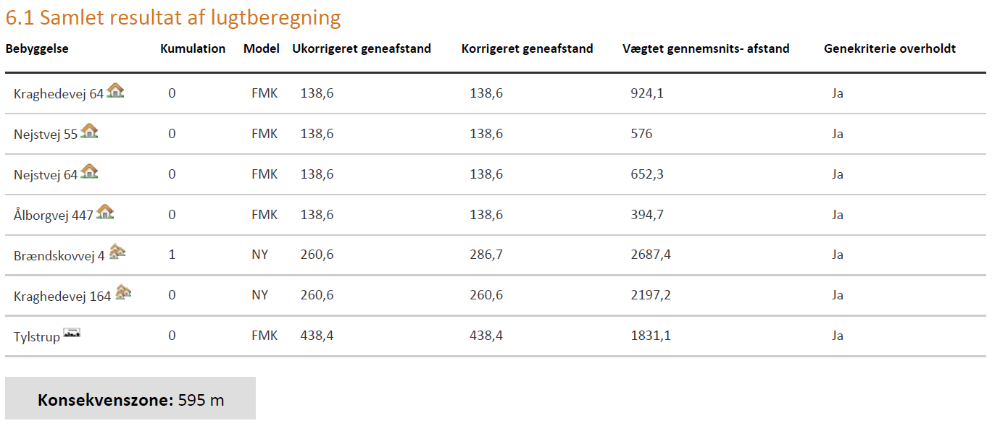 6.1 Samlet resultat af lugtberegning
Bebyggelse Kumulation Model Ukorrigeret geneafstand Korrigeret geneafstand Vægtet gennemsnits- afstand Genekriterie overholdt
Kraghedevej 64 0 FMK 138,6 138,6 924,1 Ja
Nejstvej 55 0 FMK 138,6 138,6 576 Ja
Nejstvej 64 0 FMK 138,6 138,6 652,3 Ja
Ålborgvej 447 0 FMK 138,6 138,6 394,7 Ja
Brændskovvej 4 1 NY 260,6 286,7 2687,4 Ja
Kraghedevej 164 0 NY 260,6 260,6 2197,2 Ja
Tylstrup 0 FMK 438,4 438,4 1831,1 Ja
Konsekvenszone: 595 m